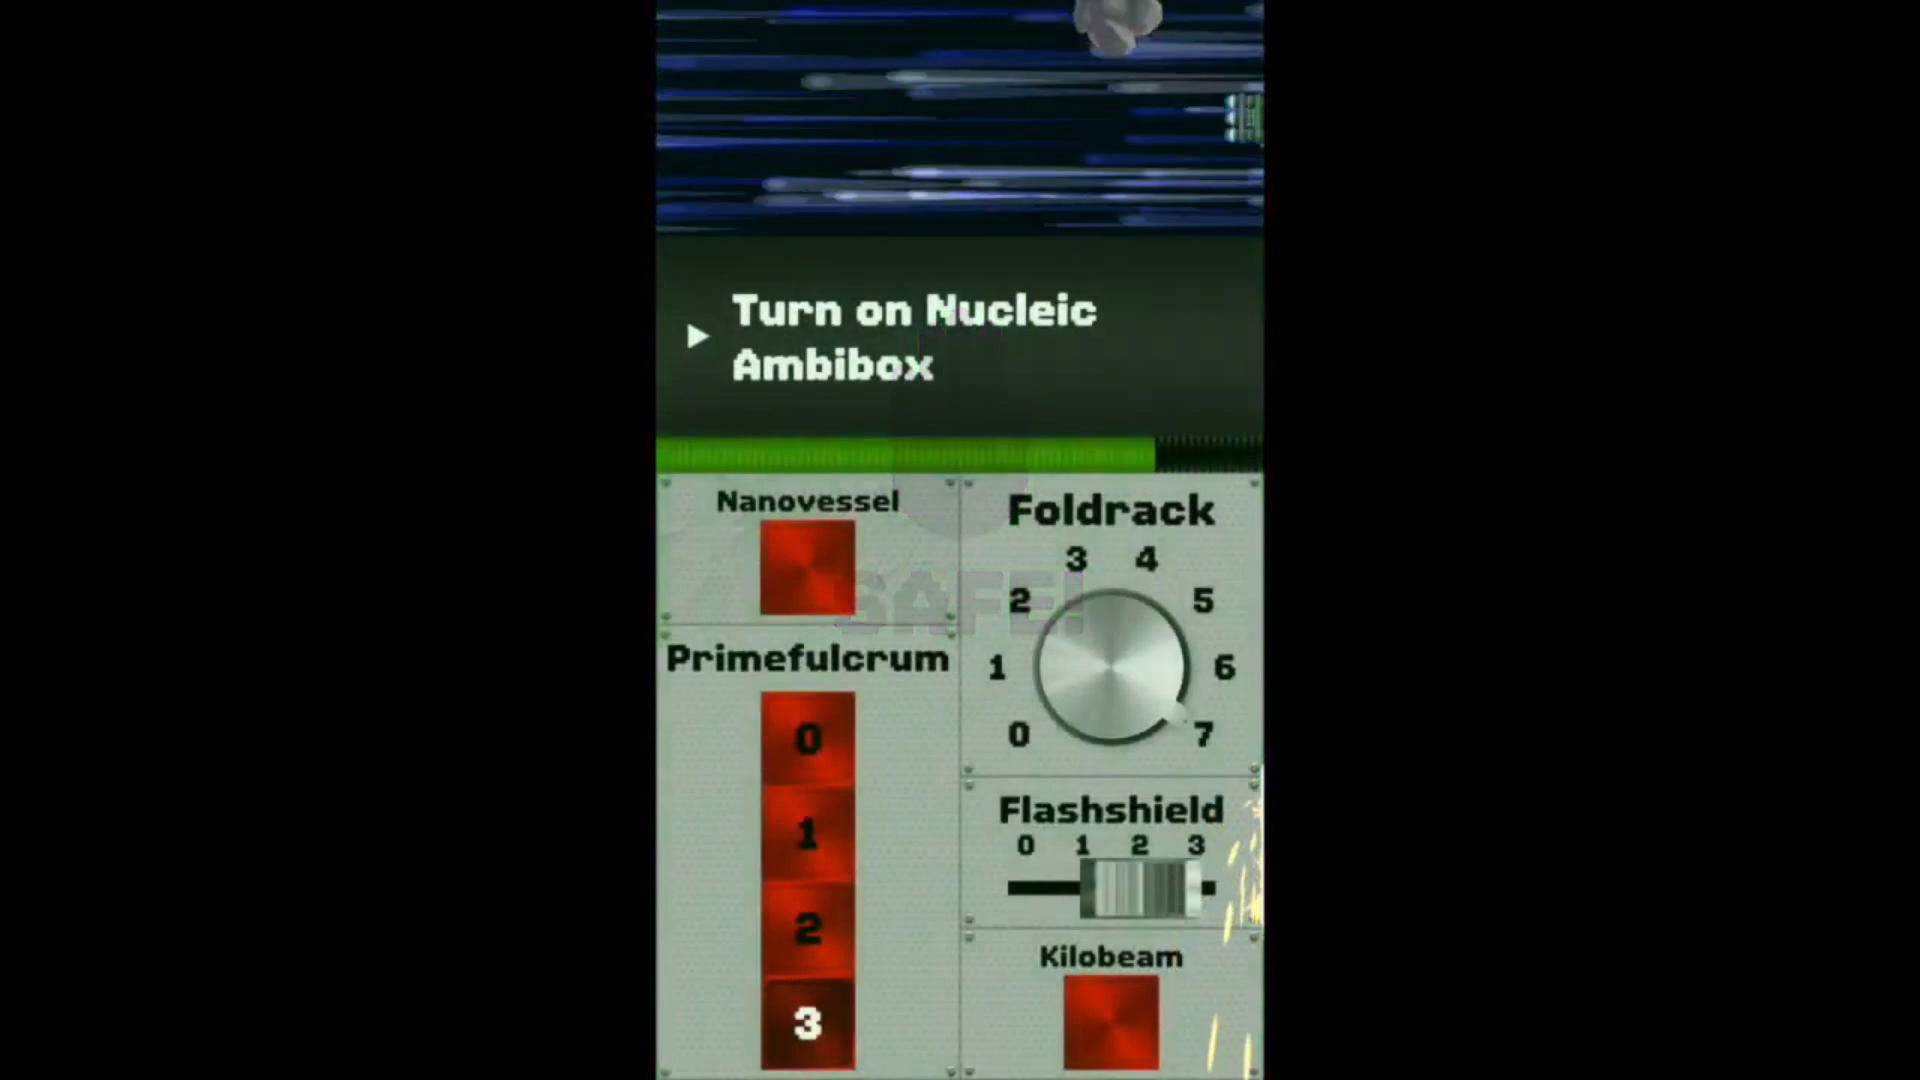 Turn on Nucleic
Ambibox
Nanovessel
SAFE!
Primefulcrum
0
1
2
3
Foldrack
3 4
2 5
1 6
0 7
Flashshield
0 1 2 3
Kilobeam